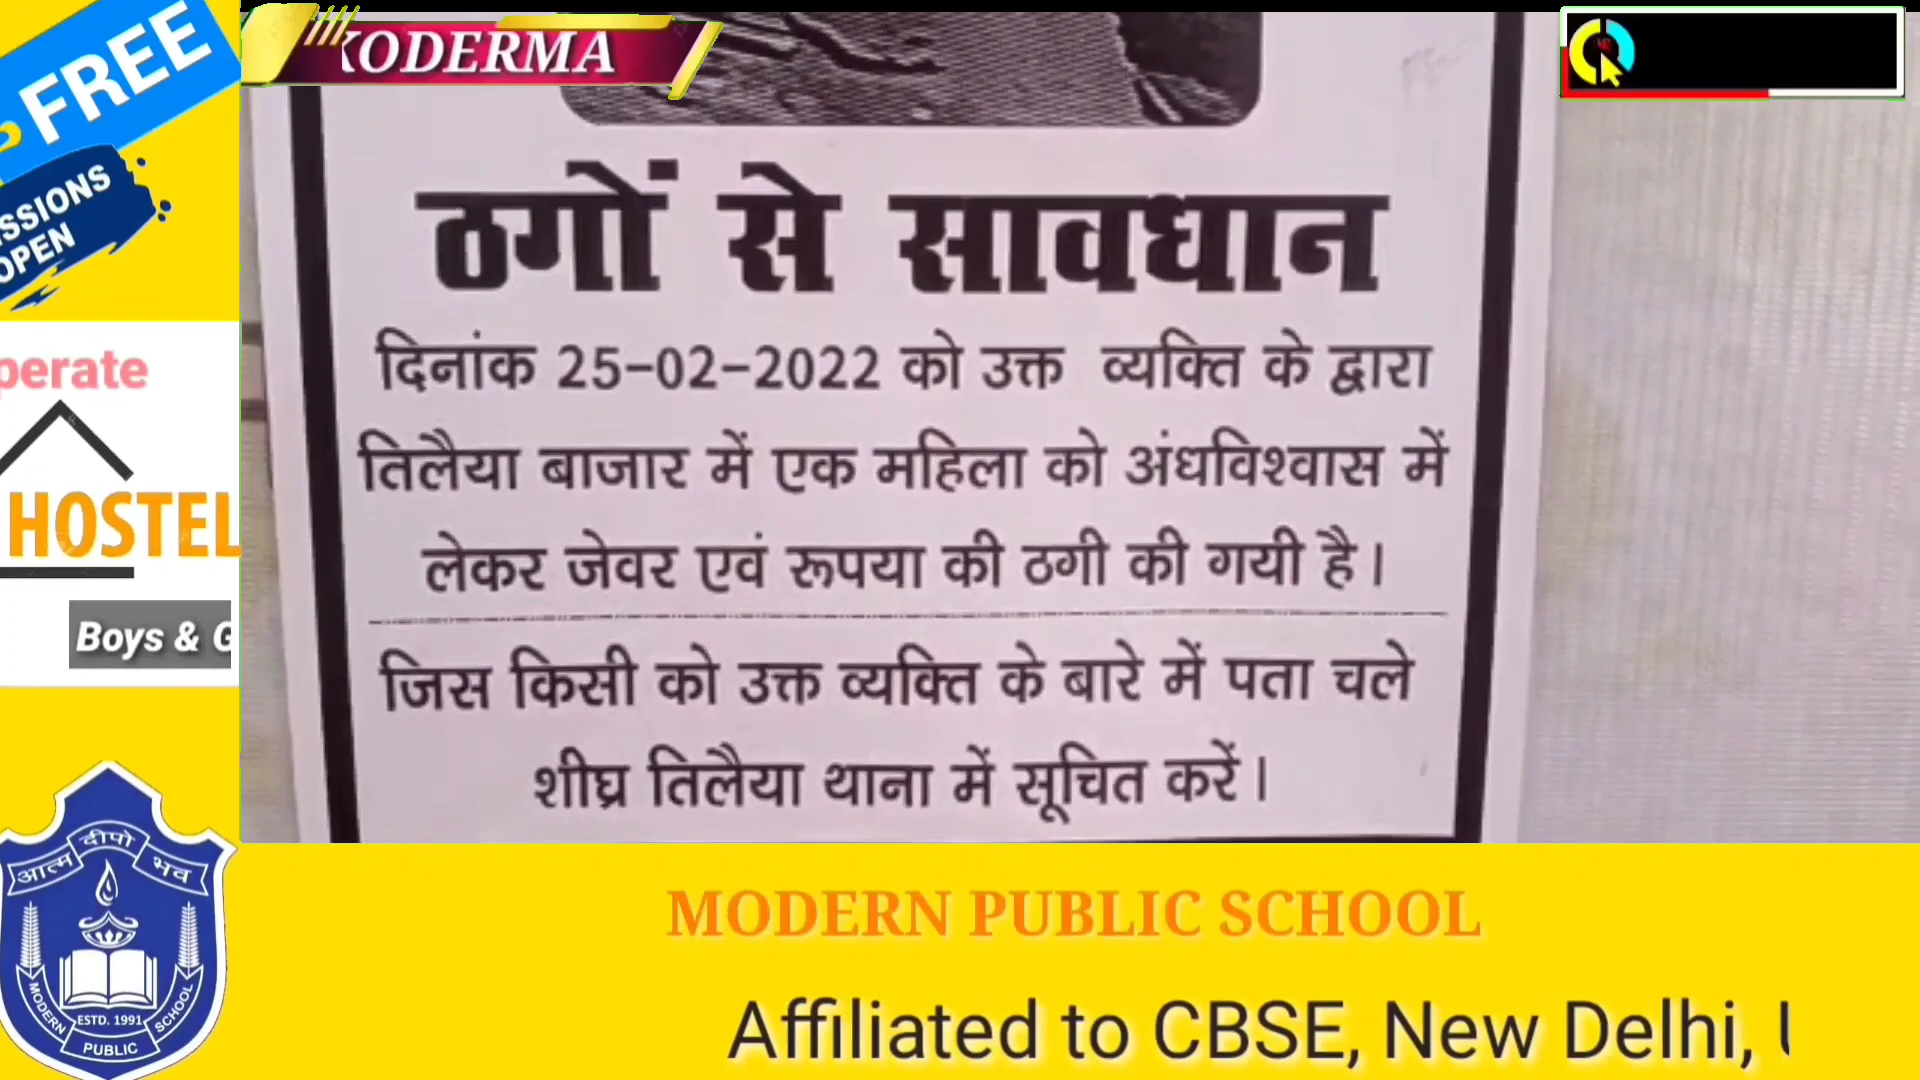 FREE
OPEN
KODERMA
ठगों से सावधान
दिनांक 25-02-2022 को उक्त व्यक्ति के द्वारा
तिलैया बाजार में एक महिला को अंधविश्वास में
लेकर जेवर एवं रूपया की ठगी की गयी है।
जिस किसी को उक्त व्यक्ति के बारे में पता चले
शीघ्र तिलैया थाना में सूचित करें।
HOSTEL
Boys &
आत्म दीपो भव
MODERN PUBLIC SCHOOL
ESTD. 1991
MODERN PUBLIC SCHOOL
Affiliated to CBSE, New Delhi,